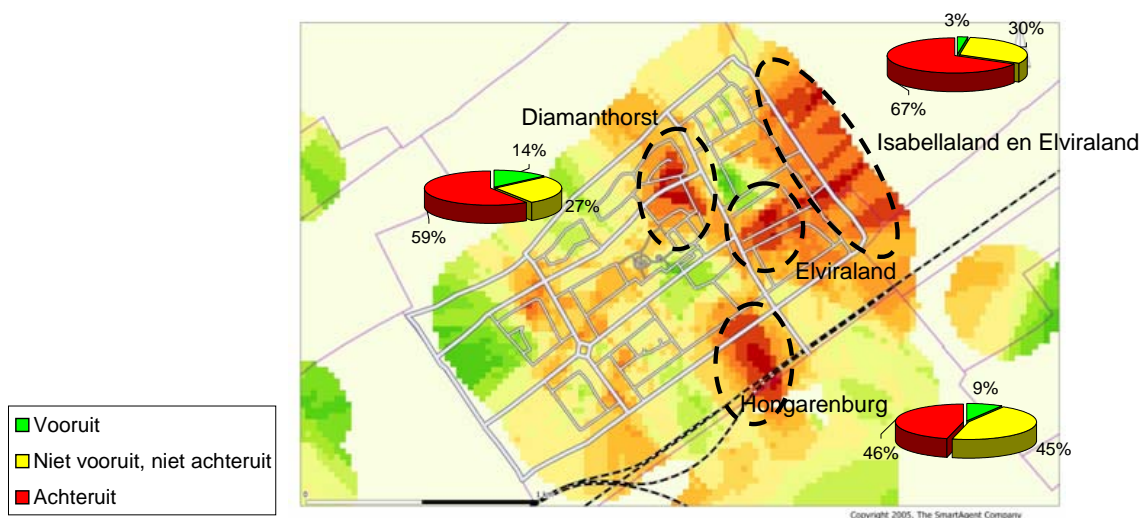 3%
30%
67%
Isabellaland en Elviraland
Diamanthorst
14%
27%
59%
Elviraland
Hongarenburg
9%
46%
45%
Vooruit
Niet vooruit, niet achteruit
Achteruit
0
Copyright 2005, The SmartAgent Company